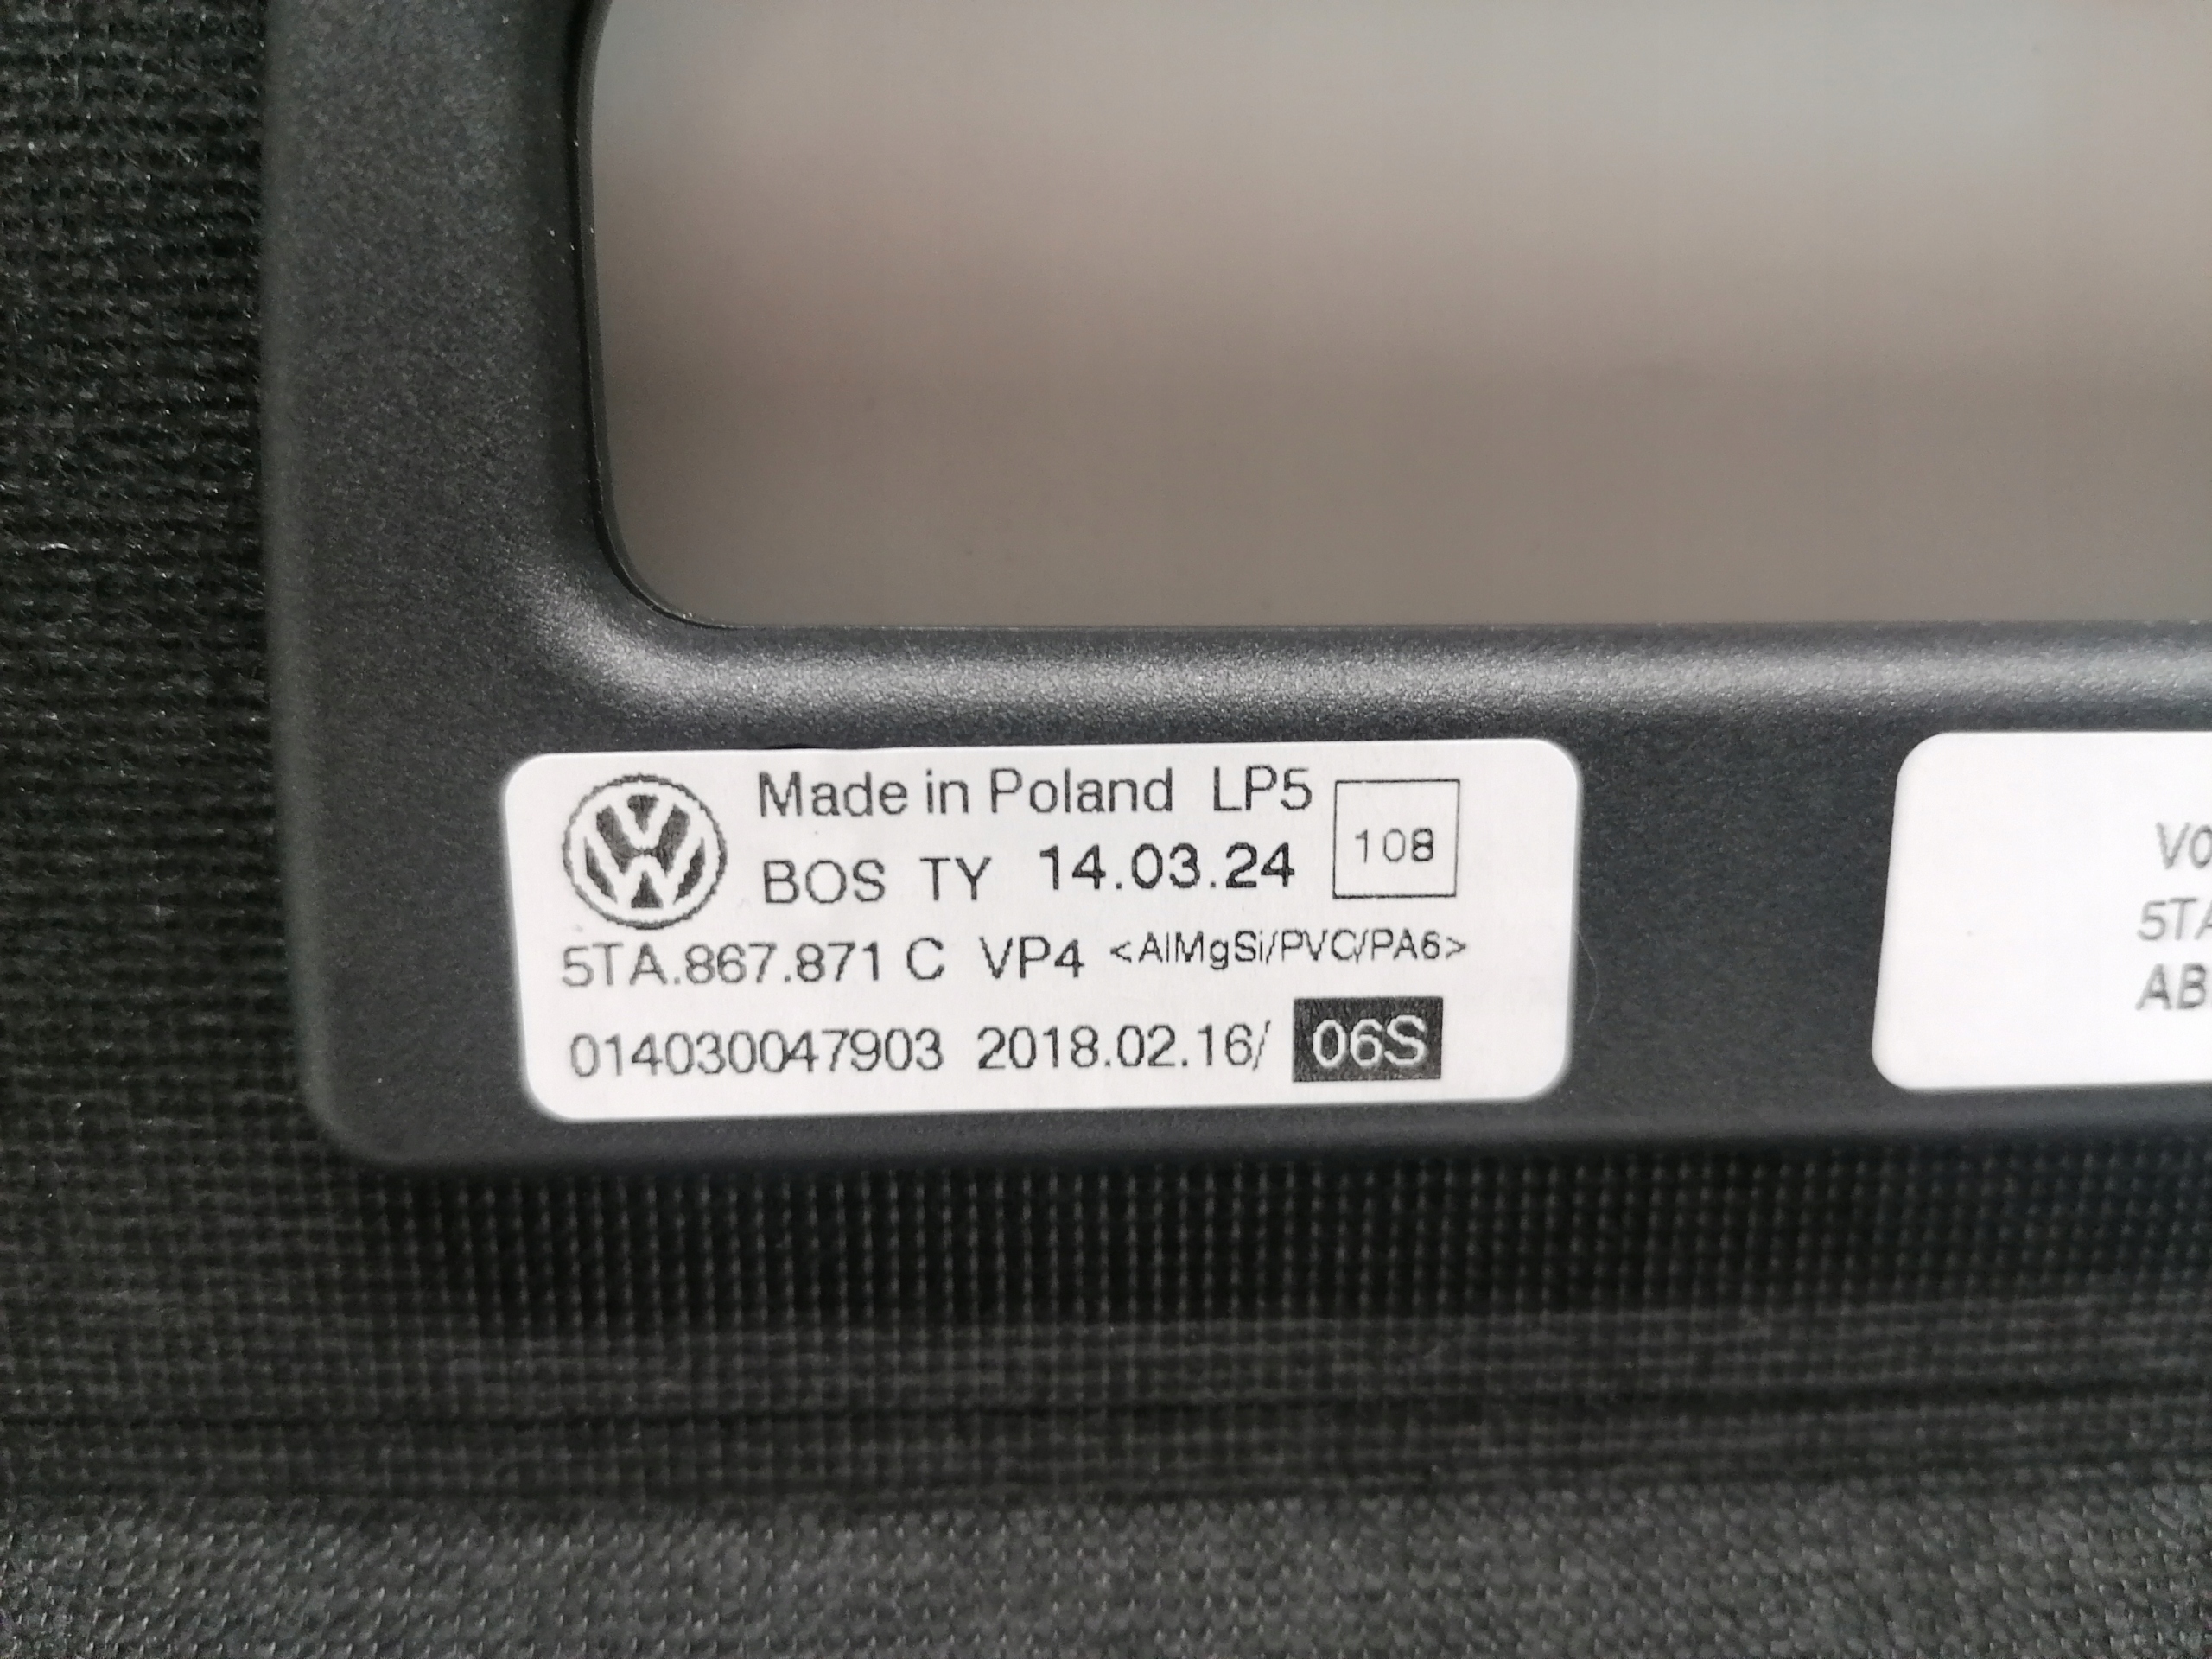 Made in Poland LP5
BOS TY 14.03.24 108
5TA.867.871 C VP4 <AlMgSi/PVC/PA6>
014030047903 2018.02.16/ 06S
V0
5TA
AB